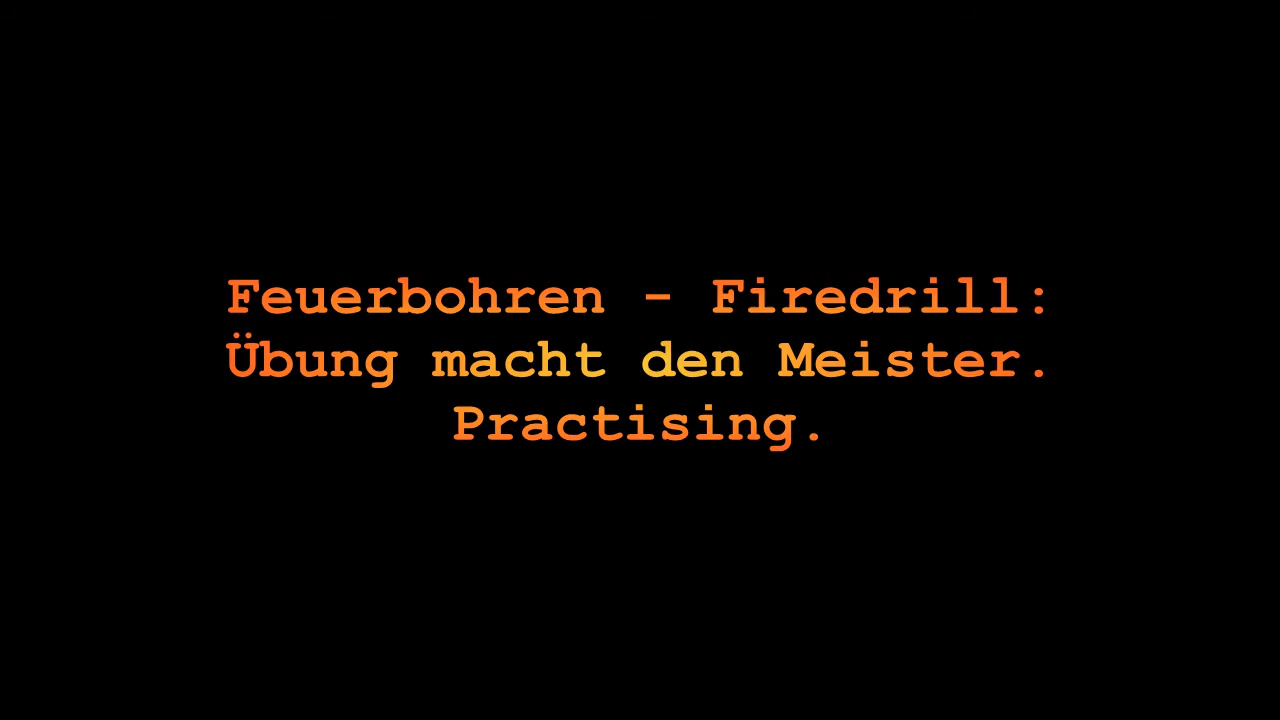 Feuerbohren - Firedrill:
Übung macht den Meister.
Practising.